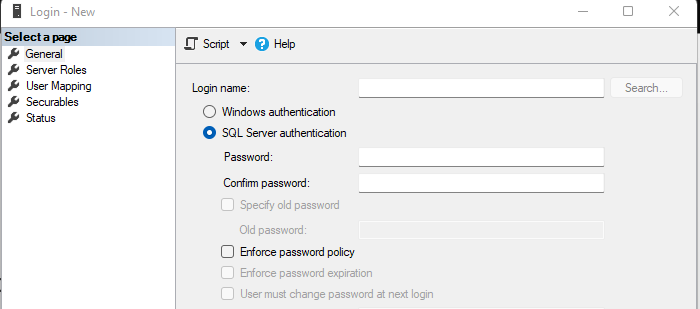 Login - New
Select a page
General
Server Roles
User Mapping
Securables
Status
Script
Help
Login name:
Search...
Windows authentication
SQL Server authentication
Password:
Confirm password:
Specify old password
Old password:
Enforce password policy
Enforce password expiration
User must change password at next login